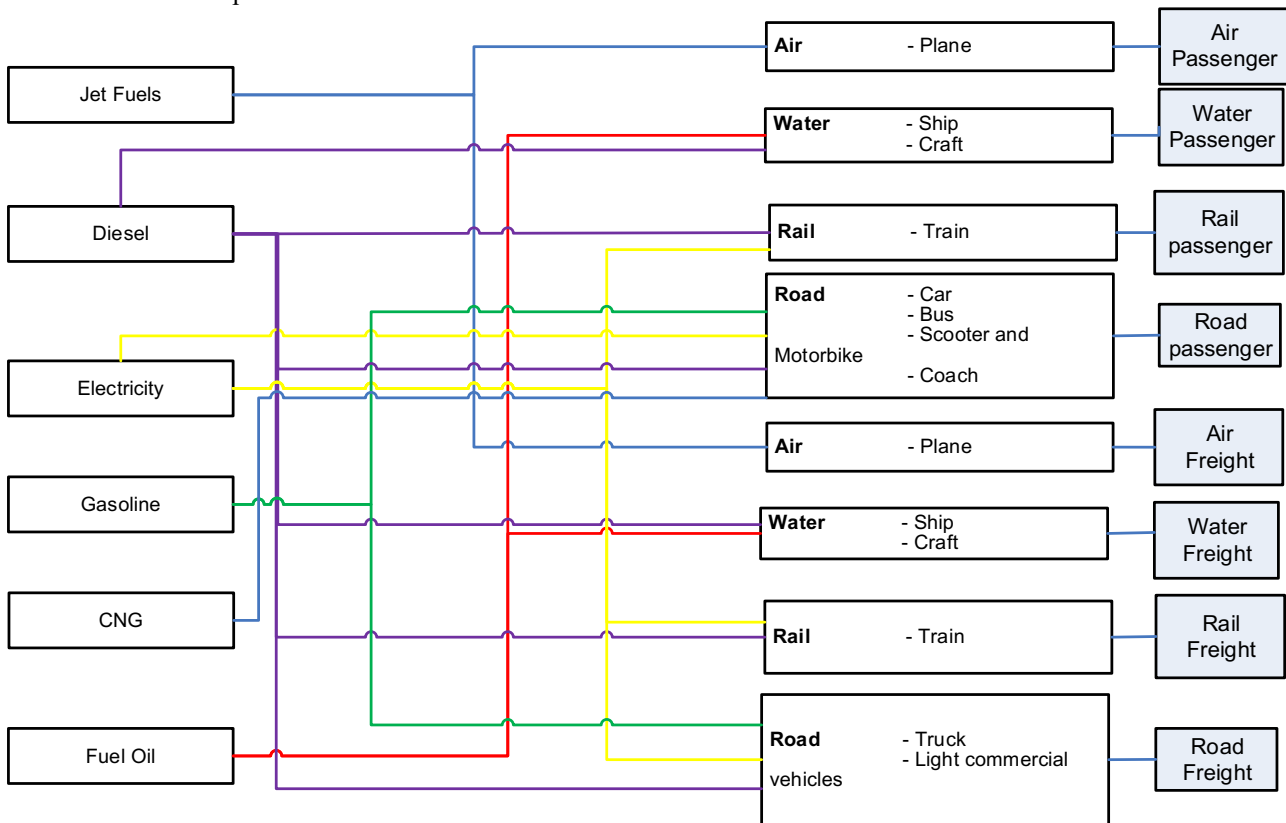 Jet Fuels
Diesel
Electricity
Gasoline
CNG
Fuel Oil
Air - Plane
Water - Ship
- Craft
Rail - Train
Road - Car
- Bus
- Scooter and
Motorbike
- Coach
Air - Plane
Water - Ship
- Craft
Rail - Train
Road - Truck
- Light commercial
vehicles
Air
Passenger
Water
Passenger
Rail
passenger
Road
passenger
Air
Freight
Water
Freight
Rail
Freight
Road
Freight